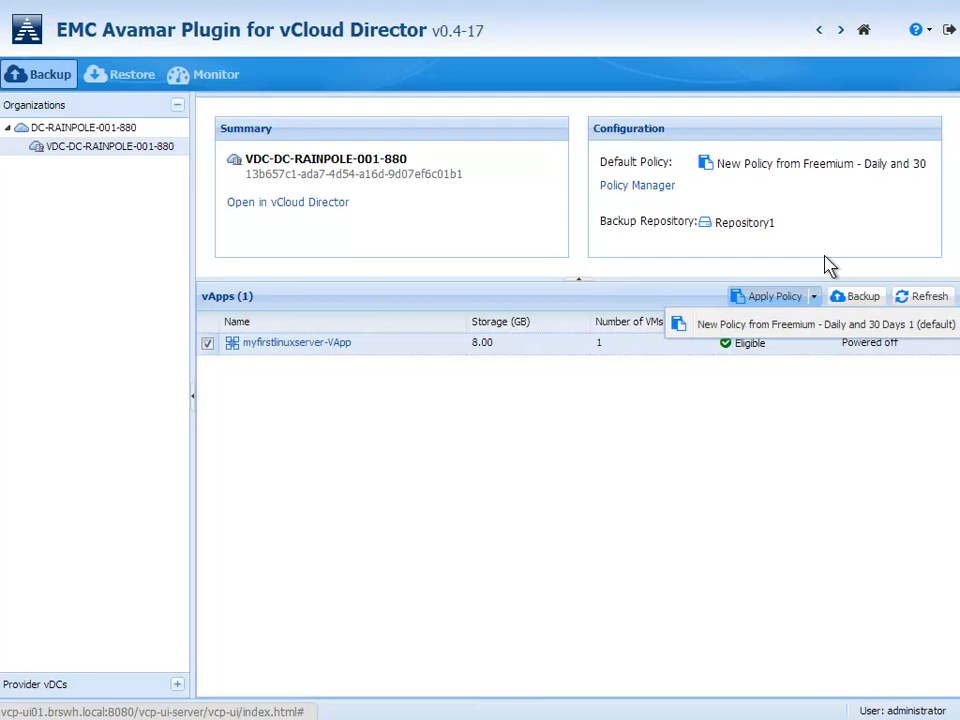 EMC Avamar Plugin for vCloud Director v0.4-17
Backup
Restore
Monitor
Organizations
DC-RAINPOLE-001-880
VDC-DC-RAINPOLE-001-880
Summary
VDC-DC-RAINPOLE-001-880
13b657c1-ada7-4d54-a16d-9d07ef6c01b1
Open in vCloud Director
Configuration
Default Policy: New Policy from Freemium - Daily and 30
Policy Manager
Backup Repository: Repository1
vApps (1)
Apply Policy
Backup
Refresh
New Policy from Freemium - Daily and 30 Days 1 (default)
Name Storage (GB) Number of VMs
myfirstlinuxserver-VApp 8.00 1 Eligible Powered off
Provider vDCs
vcp-ui01.brswh.local:8080/vcp-ui-server/vcp-ui/index.html#
User: administrator